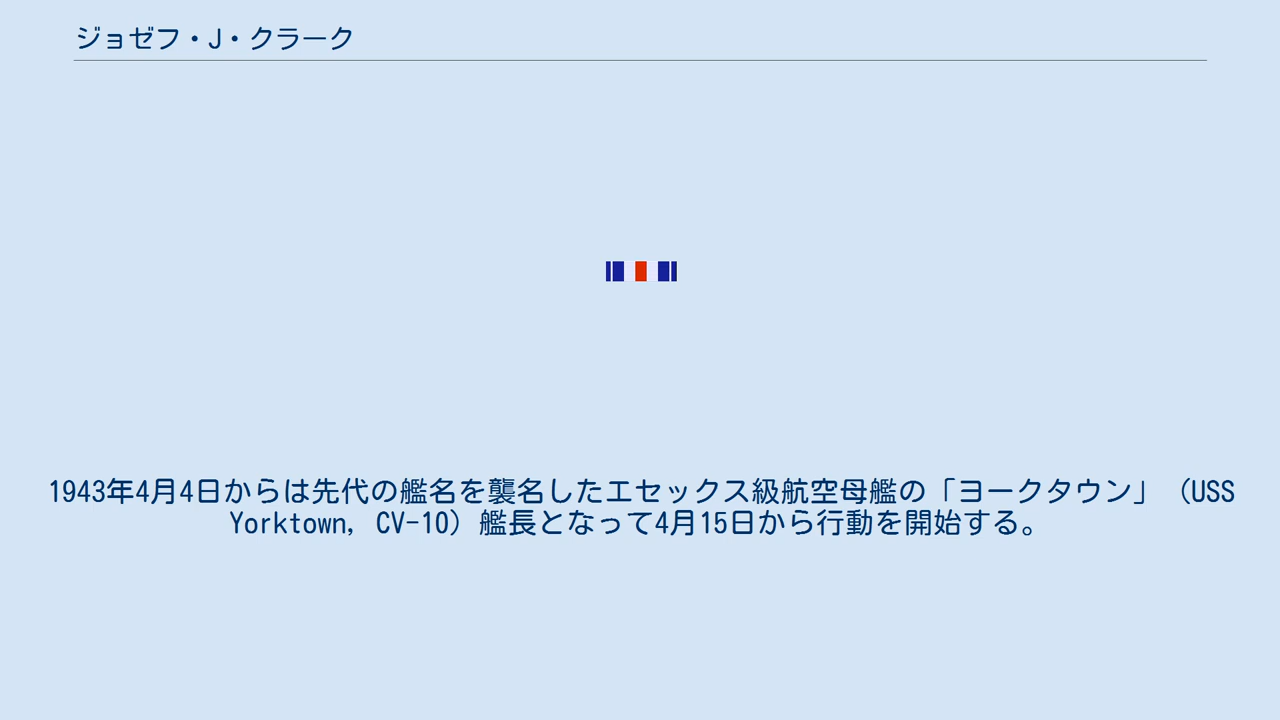 ジョゼフ・J・クラーク
1943年4月4日からは先代の艦名を襲名したエセックス級航空母艦の「ヨークタウン」（USS
Yorktown, CV-10）艦長となって4月15日から行動を開始する。